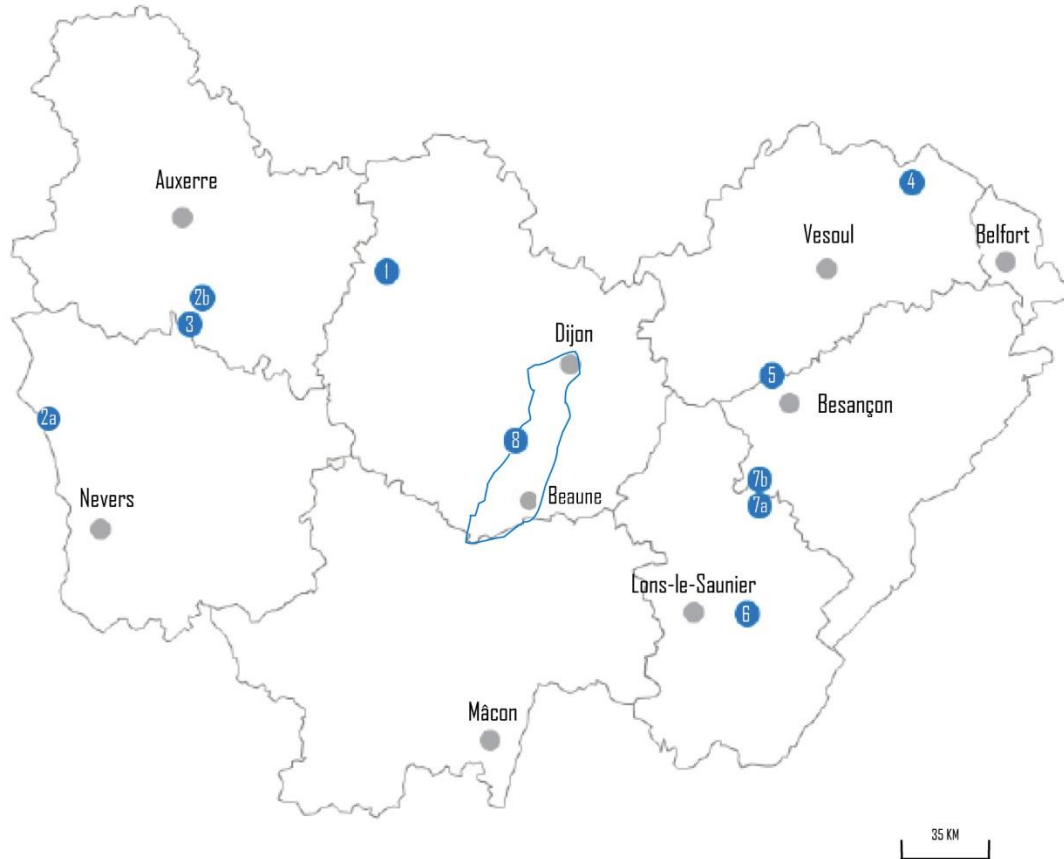 Auxerre
4
Vesoul
Belfort
1
2b
3
Dijon
5
Besançon
2a
8
7b
Beaune
7a
Nevers
Lons-le-Saunier
6
Mâcon
35 KM